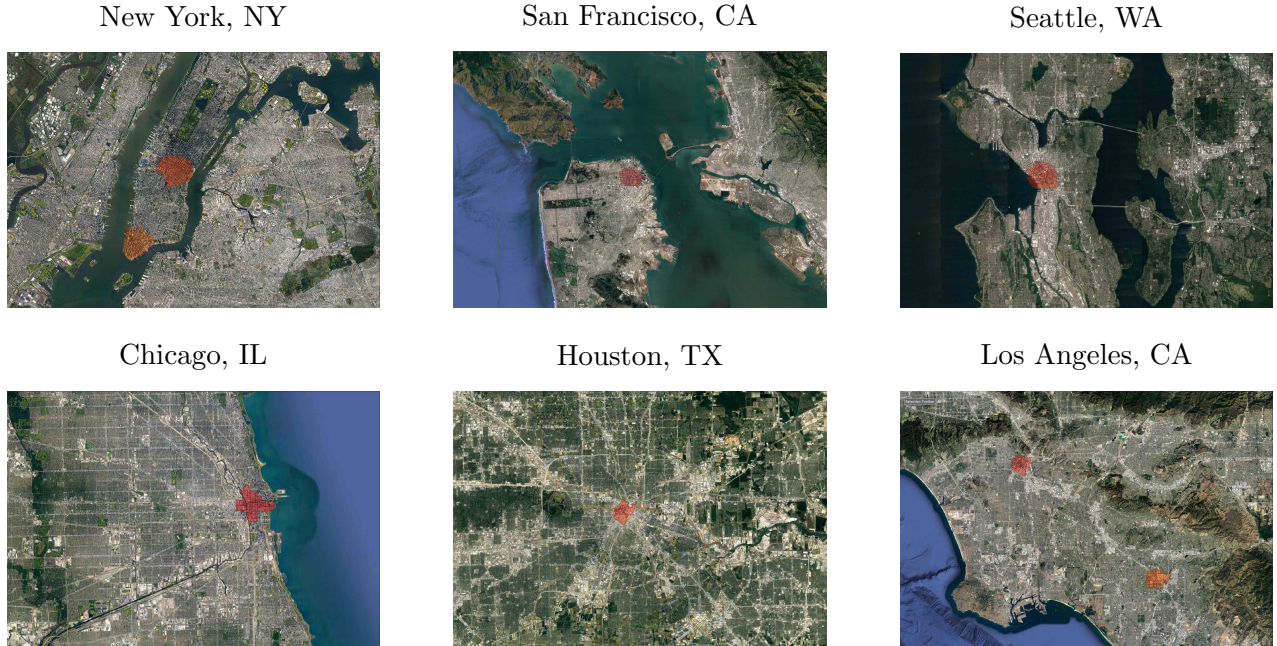 New York, NY
San Francisco, CA
Seattle, WA
Chicago, IL
Houston, TX
Los Angeles, CA